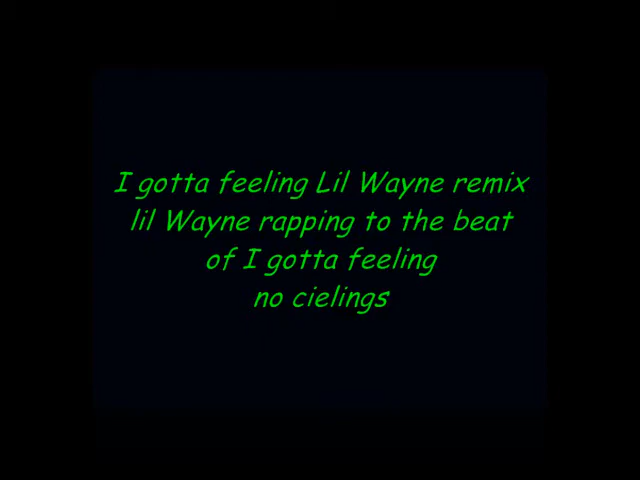 I gotta feeling Lil Wayne remix
lil Wayne rapping to the beat
of I gotta feeling
no cielings